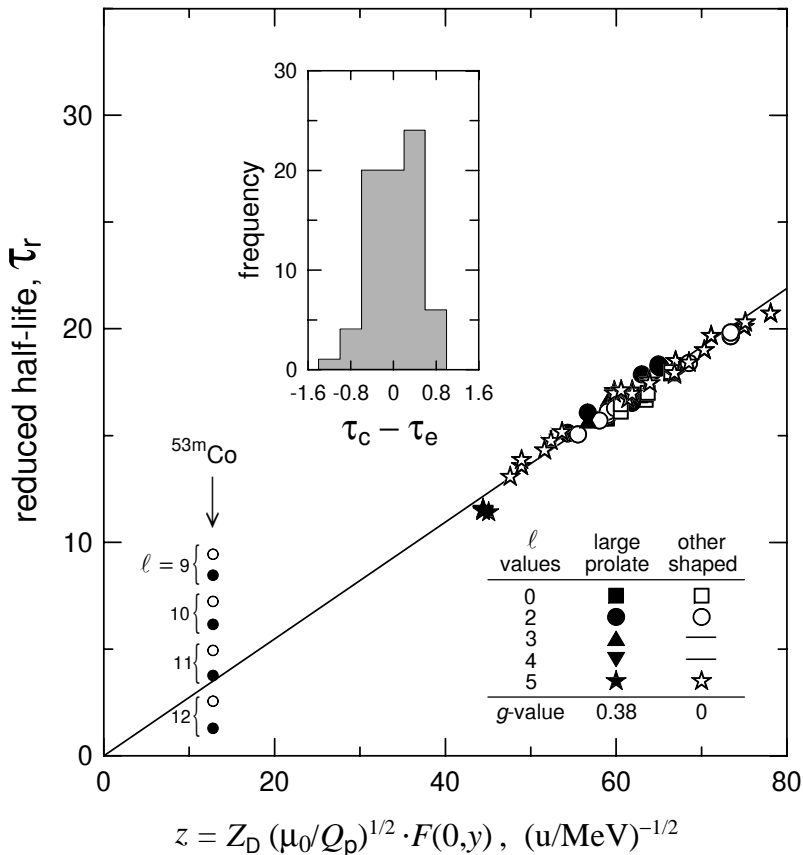 30
20
10
0
reduced half-life, τr
0 20 40 60 80
z = ZD (μ0/Qp)^1/2 · F(0,y) , (u/MeV)^−1/2
30
20
10
0
frequency
-1.6 -0.8 0 0.8 1.6
τc − τe
53mCo
ℓ = 9
10
11
12
ℓ large other
values prolate shaped
0
2
3
4
5
g-value 0.38 0